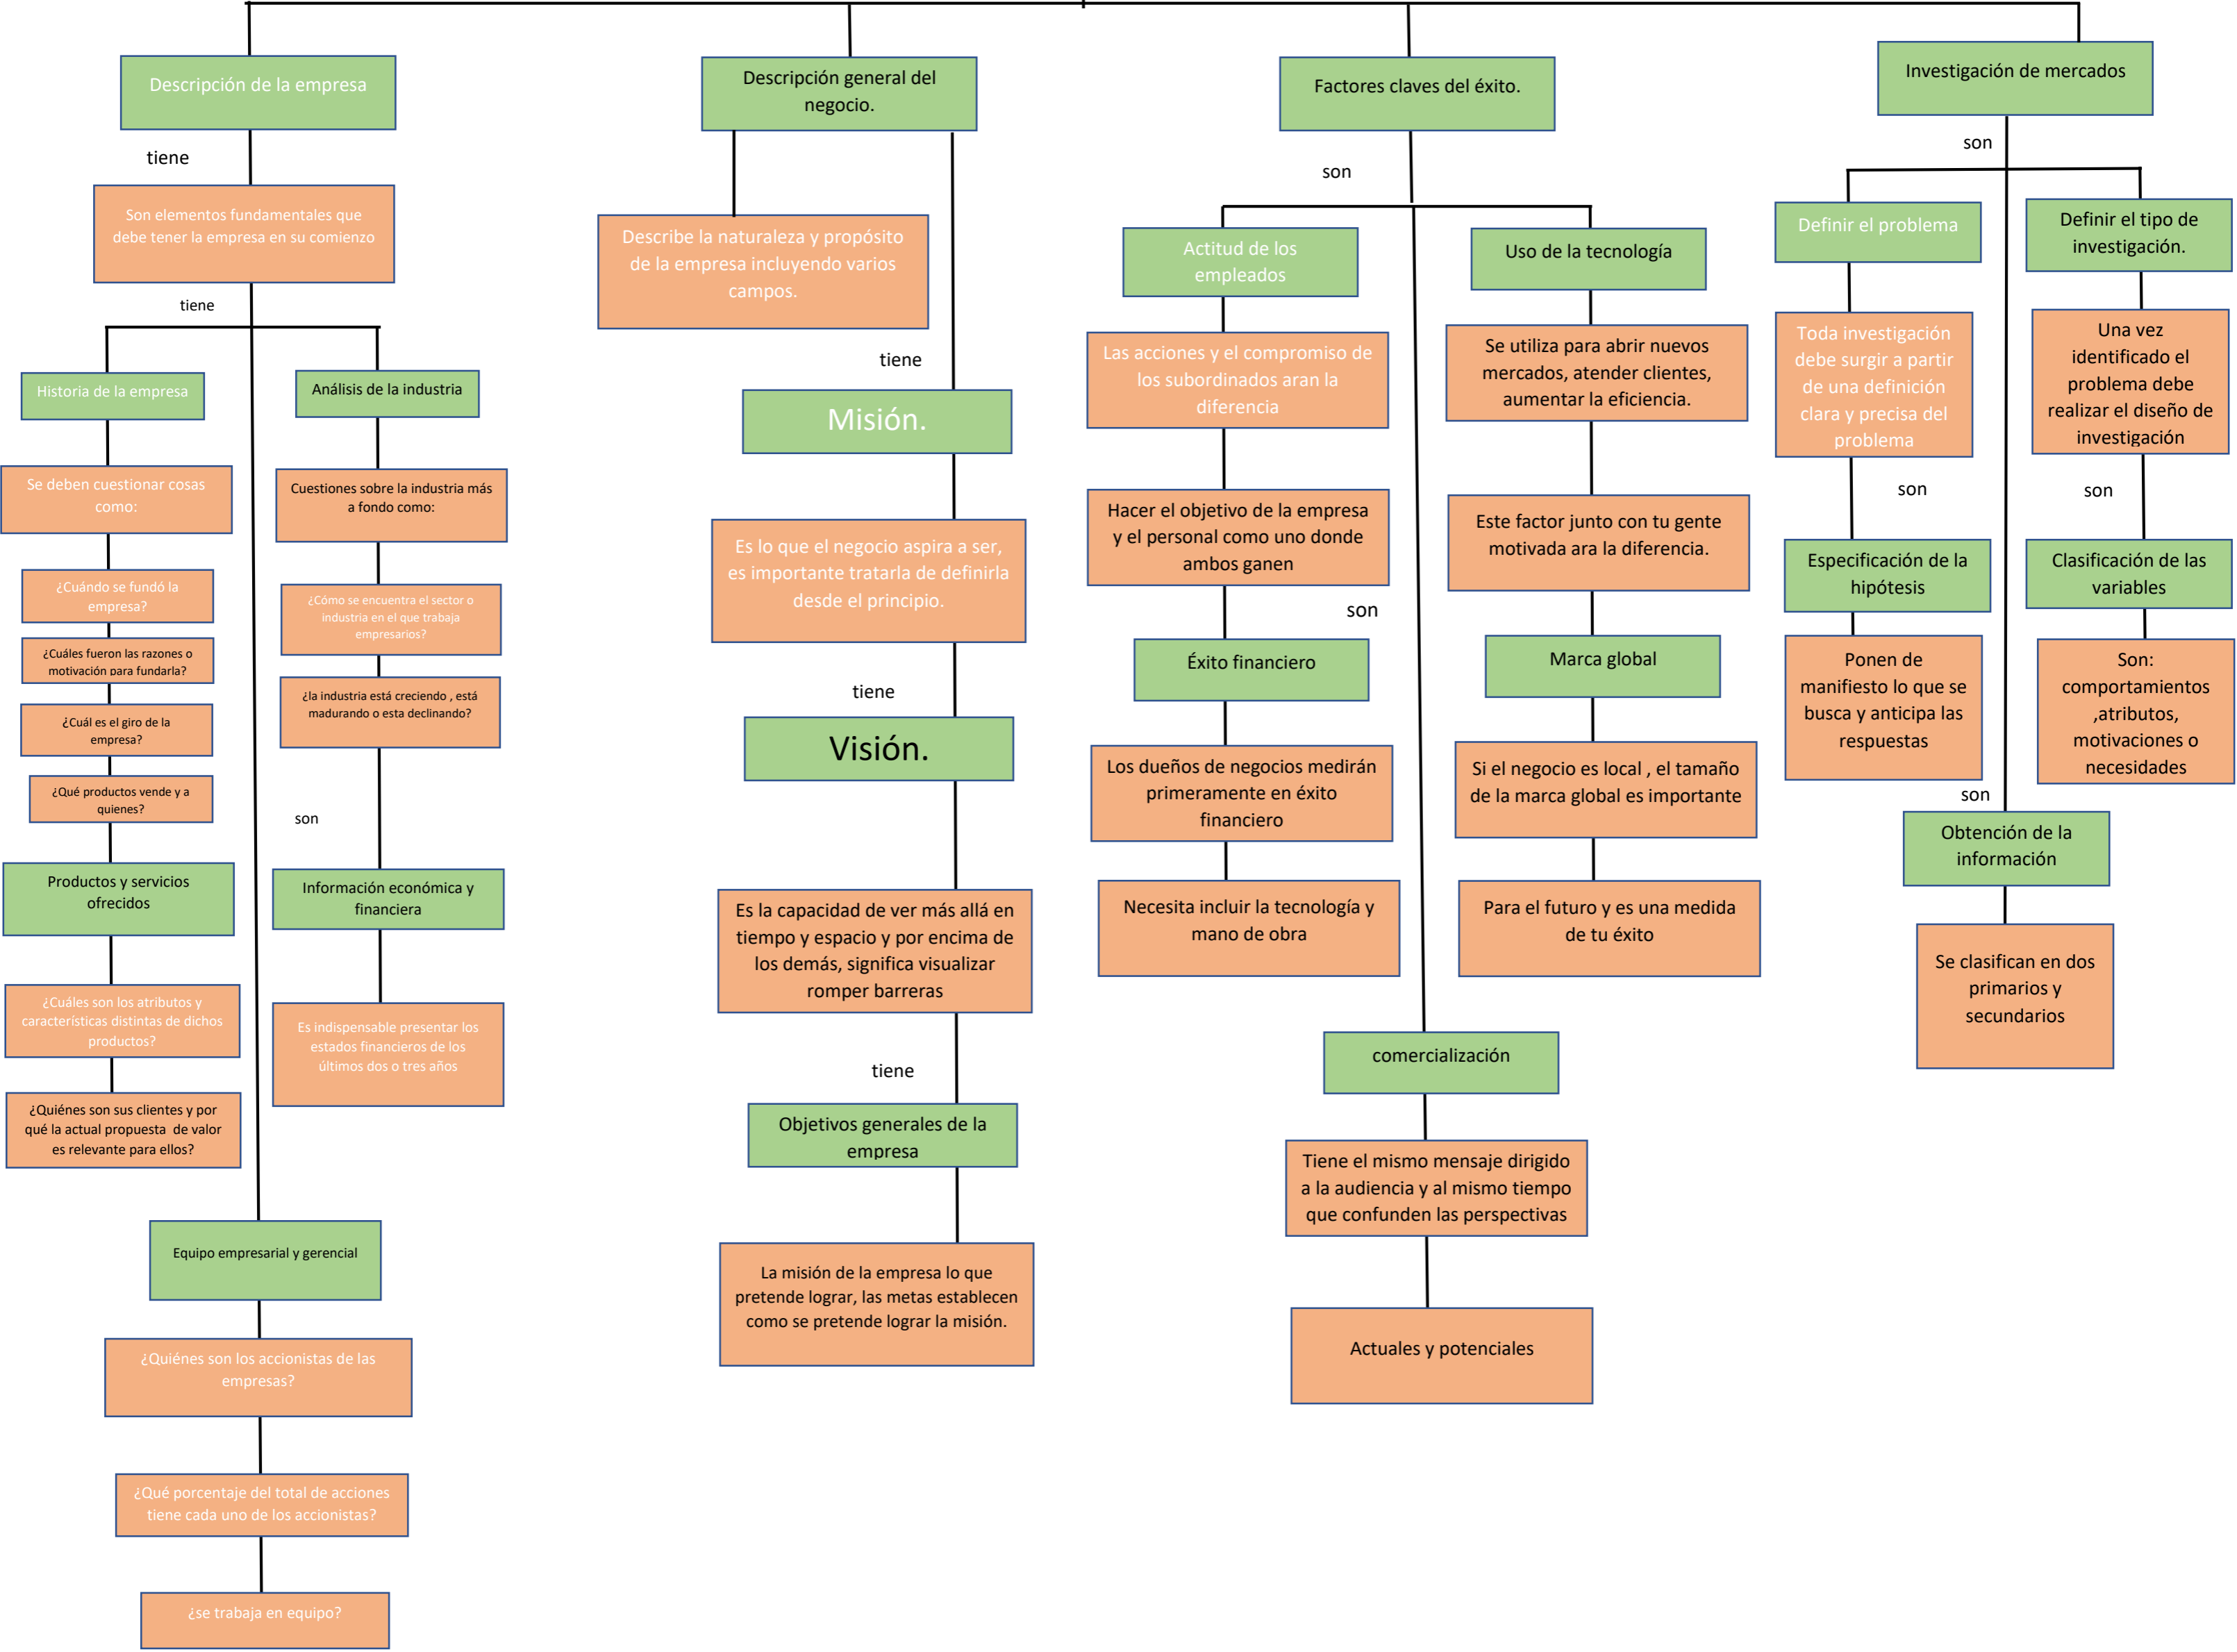 Descripción de la empresa
tiene
Son elementos fundamentales que
debe tener la empresa en su comienzo
tiene
Historia de la empresa
Se deben cuestionar cosas
como:
¿Cuándo se fundó la
empresa?
¿Cuáles fueron las razones o
motivación para fundarla?
¿Cuál es el giro de la
empresa?
¿Qué productos vende y a
quienes?
Productos y servicios
ofrecidos
¿Cuáles son los atributos y
características distintas de dichos
productos?
¿Quiénes son sus clientes y por
qué la actual propuesta de valor
es relevante para ellos?
Análisis de la industria
Cuestiones sobre la industria más
a fondo como:
¿Cómo se encuentra el sector o
industria en el que trabaja
empresarios?
¿la industria está creciendo , está
madurando o esta declinando?
son
Información económica y
financiera
Es indispensable presentar los
estados financieros de los
últimos dos o tres años
Equipo empresarial y gerencial
¿Quiénes son los accionistas de las
empresas?
¿Qué porcentaje del total de acciones
tiene cada uno de los accionistas?
¿se trabaja en equipo?
Descripción general del
negocio.
Describe la naturaleza y propósito
de la empresa incluyendo varios
campos.
tiene
Misión.
Es lo que el negocio aspira a ser,
es importante tratarla de definirla
desde el principio.
tiene
Visión.
Es la capacidad de ver más allá en
tiempo y espacio y por encima de
los demás, significa visualizar
romper barreras
tiene
Objetivos generales de la
empresa
La misión de la empresa lo que
pretende lograr, las metas establecen
como se pretende lograr la misión.
Factores claves del éxito.
son
Actitud de los
empleados
Las acciones y el compromiso de
los subordinados aran la
diferencia
Hacer el objetivo de la empresa
y el personal como uno donde
ambos ganen
son
Éxito financiero
Los dueños de negocios medirán
primeramente en éxito
financiero
Necesita incluir la tecnología y
mano de obra
Uso de la tecnología
Se utiliza para abrir nuevos
mercados, atender clientes,
aumentar la eficiencia.
Este factor junto con tu gente
motivada ara la diferencia.
Marca global
Si el negocio es local , el tamaño
de la marca global es importante
Para el futuro y es una medida
de tu éxito
comercialización
Tiene el mismo mensaje dirigido
a la audiencia y al mismo tiempo
que confunden las perspectivas
Actuales y potenciales
Investigación de mercados
son
Definir el problema
Toda investigación
debe surgir a partir
de una definición
clara y precisa del
problema
son
Especificación de la
hipótesis
Ponen de
manifiesto lo que se
busca y anticipa las
respuestas
Definir el tipo de
investigación.
Una vez
identificado el
problema debe
realizar el diseño de
investigación
son
Clasificación de las
variables
Son:
comportamientos
,atributos,
motivaciones o
necesidades
son
Obtención de la
información
Se clasifican en dos
primarios y
secundarios